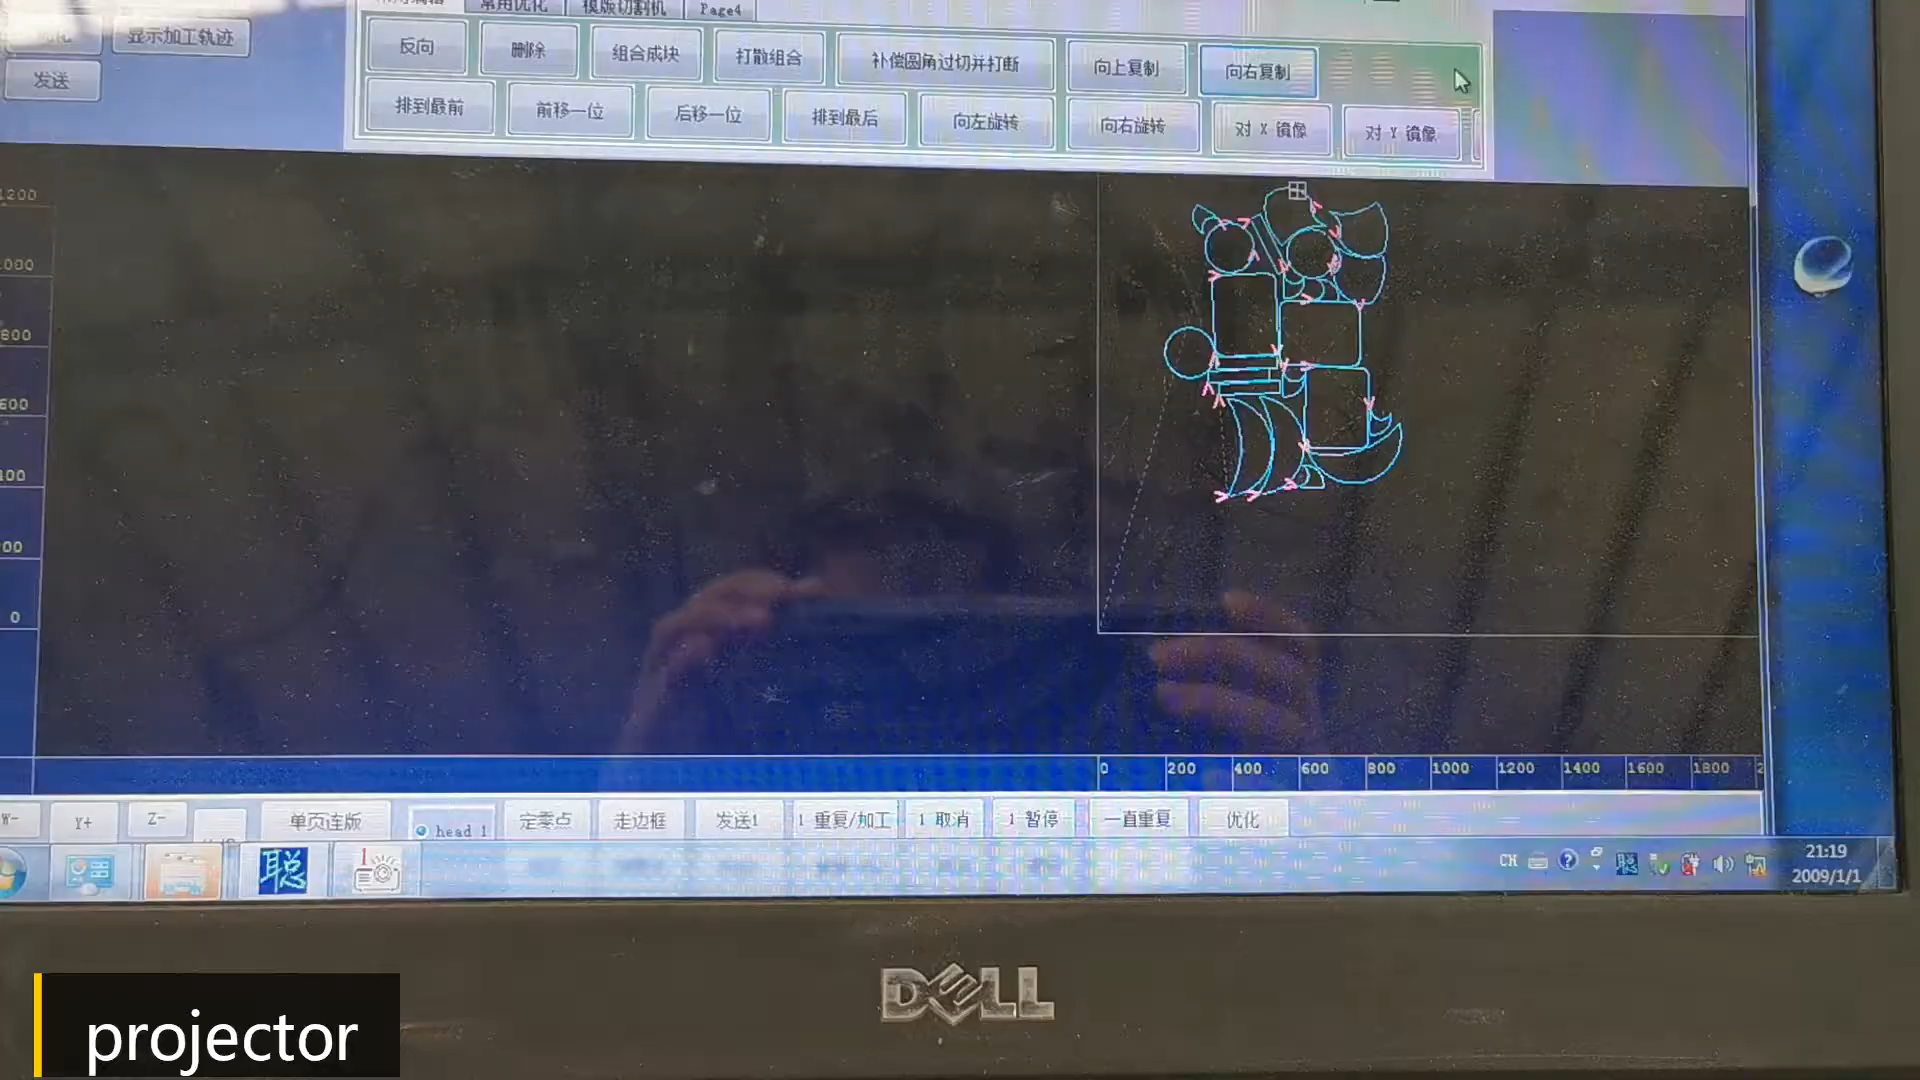 常用优化 模版切割机 Page4
显示加工轨迹 反向 删除 组合成块 打散组合 补偿圆角过切并打断 向上复制 向右复制
发送 排到最前 前移一位 后移一位 排到最后 向左旋转 向右旋转 对 X 镜像 对 Y 镜像
1200
000
800
600
400
200
0
0 200 400 600 800 1000 1200 1400 1600 1800 2
W- Y+ Z- 单页连版 head 1 定零点 走边框 发送1 1 重复/加工 1 取消 1 暂停 一直重复 优化
聪 1 CH 聪 21:19
2009/1/1
DELL
projector